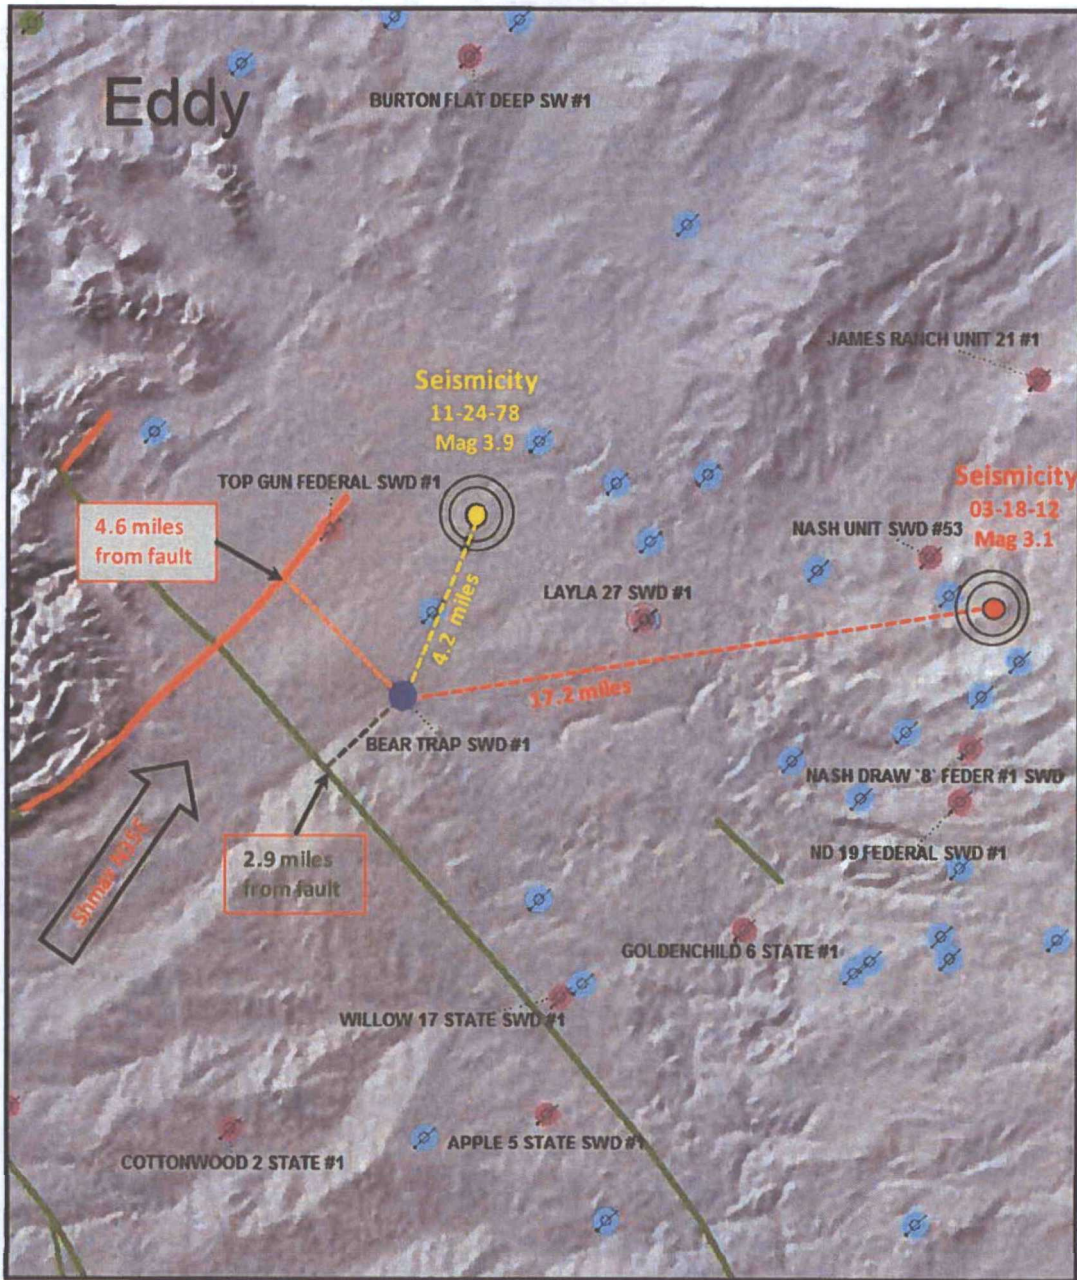 Eddy
BURTON FLAT DEEP SW #1
JAMES RANCH UNIT 21 #1
Seismicity
11-24-78
Mag 3.9
TOP GUN FEDERAL SWD #1
Seismicity
03-18-12
Mag 3.1
4.6 miles
from fault
NASH UNIT SWD #53
LAYLA 27 SWD #1
4.2 miles
17.2 miles
BEAR TRAP SWD #1
NASH DRAW '8' FEDER #1 SWD
Shmax
2.9 miles
from fault
ND 19 FEDERAL SWD #1
GOLDENCHILD 6 STATE #1
WILLOW 17 STATE SWD #1
APPLE 5 STATE SWD #1
COTTONWOOD 2 STATE #1